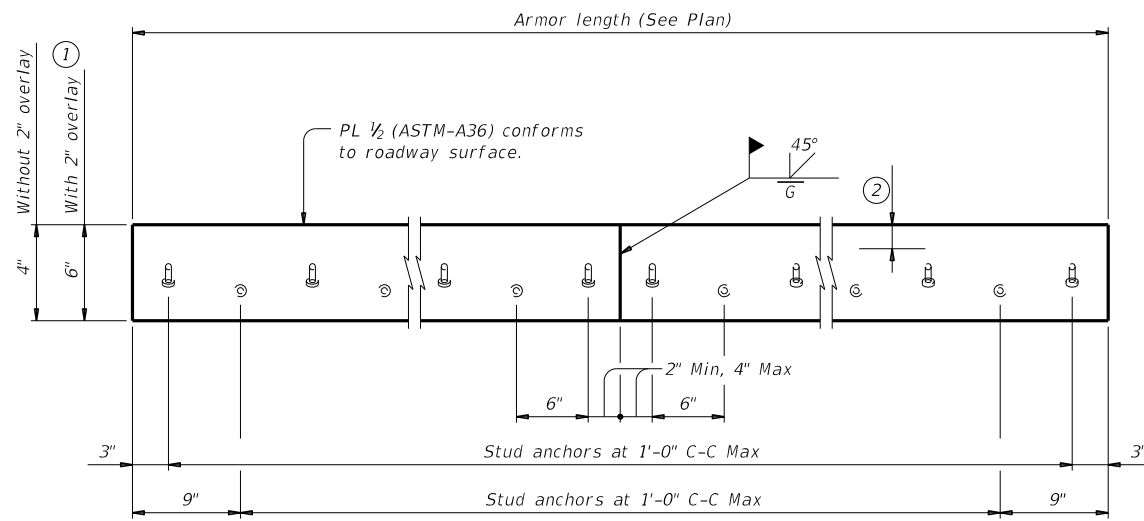 Armor length (See Plan)
Without 2" overlay
With 2" overlay
1
PL ½ (ASTM-A36) conforms
to roadway surface.
45°
G
2
4"
6"
2" Min, 4" Max
6"
6"
3"
Stud anchors at 1'-0" C-C Max
3"
9"
Stud anchors at 1'-0" C-C Max
9"